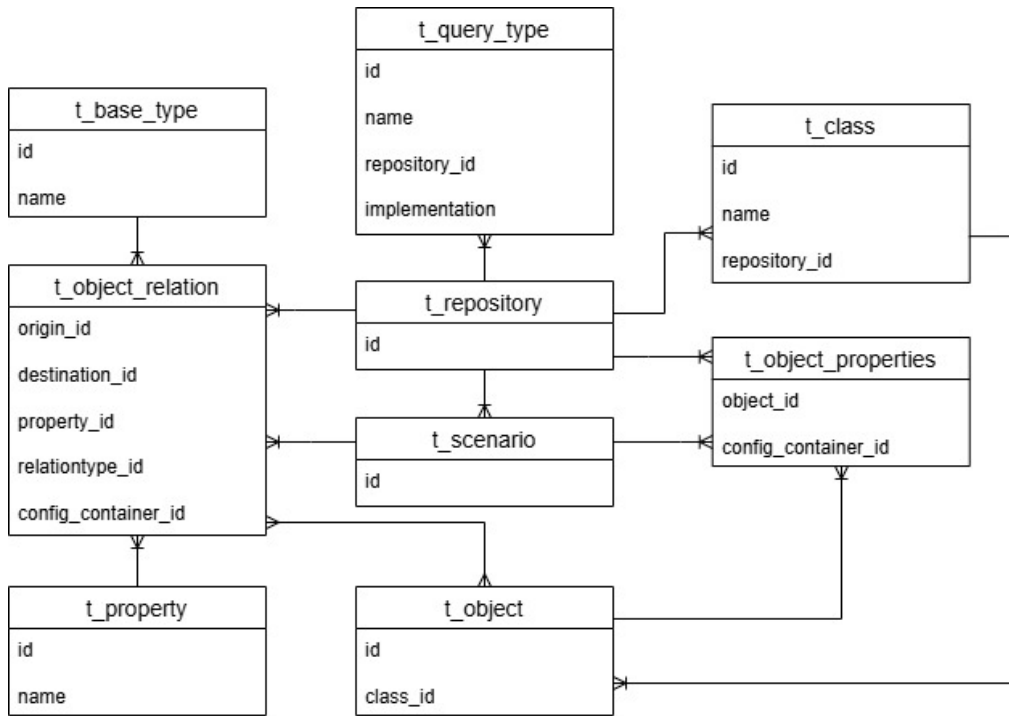 t_query_type
id
name
repository_id
implementation
t_base_type
id
name
t_class
id
name
repository_id
t_object_relation
origin_id
destination_id
property_id
relationtype_id
config_container_id
t_repository
id
t_object_properties
object_id
config_container_id
t_scenario
id
t_property
id
name
t_object
id
class_id